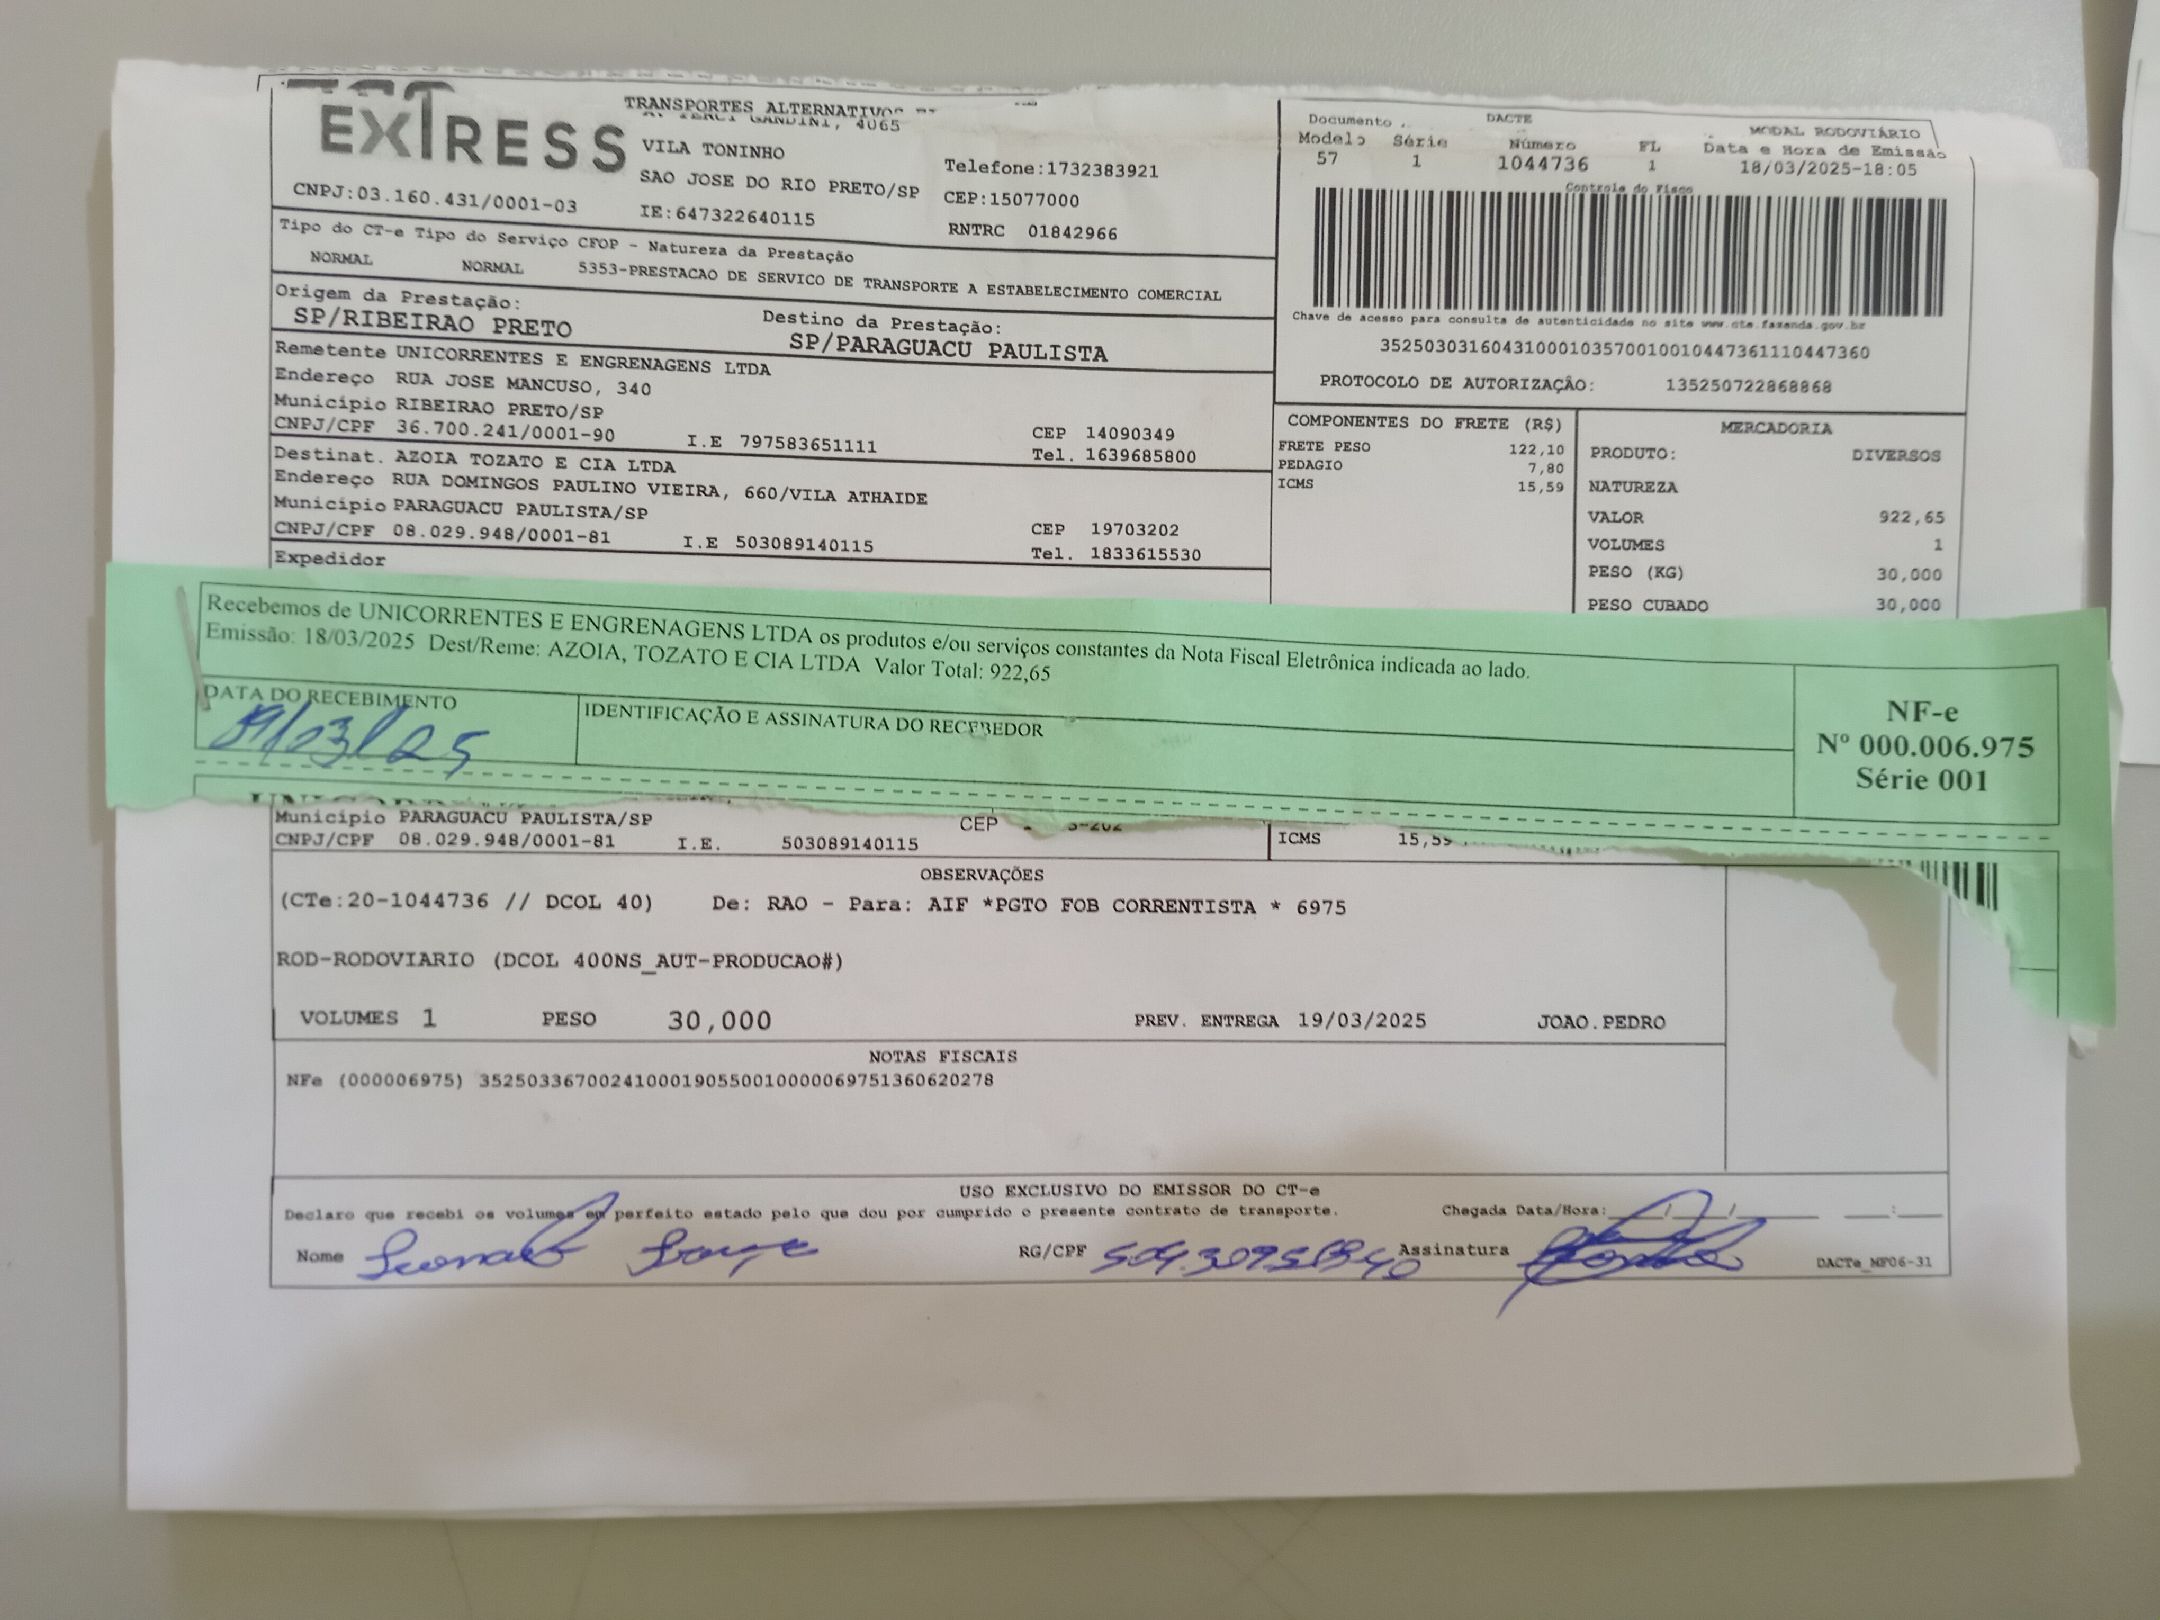 EXTRESS
TRANSPORTES ALTERNATIVOS
GANDINI, 4065
VILA TONINHO
SAO JOSE DO RIO PRETO/SP
Telefone:1732383921
CEP:15077000
CNPJ:03.160.431/0001-03
IE:647322640115
RNTRC 01842966
Tipo do CT-e Tipo do Serviço CFOP - Natureza da Prestação
NORMAL NORMAL 5353-PRESTACAO DE SERVICO DE TRANSPORTE A ESTABELECIMENTO COMERCIAL
Origem da Prestação:
SP/RIBEIRAO PRETO
Destino da Prestação:
SP/PARAGUACU PAULISTA
Remetente UNICORRENTES E ENGRENAGENS LTDA
Endereço RUA JOSE MANCUSO, 340
Municipio RIBEIRAO PRETO/SP
CNPJ/CPF 36.700.241/0001-90 I.E 797583651111
CEP 14090349
Tel. 1639685800
Destinat. AZOIA TOZATO E CIA LTDA
Endereço RUA DOMINGOS PAULINO VIEIRA, 660/VILA ATHAIDE
Municipio PARAGUACU PAULISTA/SP
CNPJ/CPF 08.029.948/0001-81 I.E 503089140115
CEP 19703202
Tel. 1833615530
Expedidor
Documento DACTE MODAL RODOVIÁRIO
Modelo Série Número FL Data e Hora de Emissão
57 1 1044736 1 18/03/2025-18:05
Controle do Fisco
Chave de acesso para consulta de autenticidade no site www.cte.fazenda.gov.br
35250303160431000103570010010447361110447360
PROTOCOLO DE AUTORIZAÇÃO: 135250722868868
COMPONENTES DO FRETE (R$)
FRETE PESO 122,10
PEDAGIO 7,80
ICMS 15,59
MERCADORIA
PRODUTO: DIVERSOS
NATUREZA
VALOR 922,65
VOLUMES 1
PESO (KG) 30,000
PESO CUBADO 30,000
Recebemos de UNICORRENTES E ENGRENAGENS LTDA os produtos e/ou serviços constantes da Nota Fiscal Eletrônica indicada ao lado.
Emissão: 18/03/2025 Dest/Reme: AZOIA, TOZATO E CIA LTDA Valor Total: 922,65
DATA DO RECEBIMENTO
19/03/25
IDENTIFICAÇÃO E ASSINATURA DO RECEBEDOR
NF-e
Nº 000.006.975
Série 001
Municipio PARAGUACU PAULISTA/SP
CEP
CNPJ/CPF 08.029.948/0001-81 I.E. 503089140115
ICMS 15,59
OBSERVAÇÕES
(CTe:20-1044736 // DCOL 40) De: RAO - Para: AIF *PGTO FOB CORRENTISTA * 6975
ROD-RODOVIARIO (DCOL 400NS_AUT-PRODUCAO#)
VOLUMES 1 PESO 30,000 PREV. ENTREGA 19/03/2025 JOAO.PEDRO
NOTAS FISCAIS
NFe (000006975) 35250336700241000190550010000069751360620278
USO EXCLUSIVO DO EMISSOR DO CT-e
Declaro que recebi os volumes em perfeito estado pelo que dou por cumprido o presente contrato de transporte. Chegada Data/Hora:
Nome RG/CPF Assinatura DACTe_MF06-31